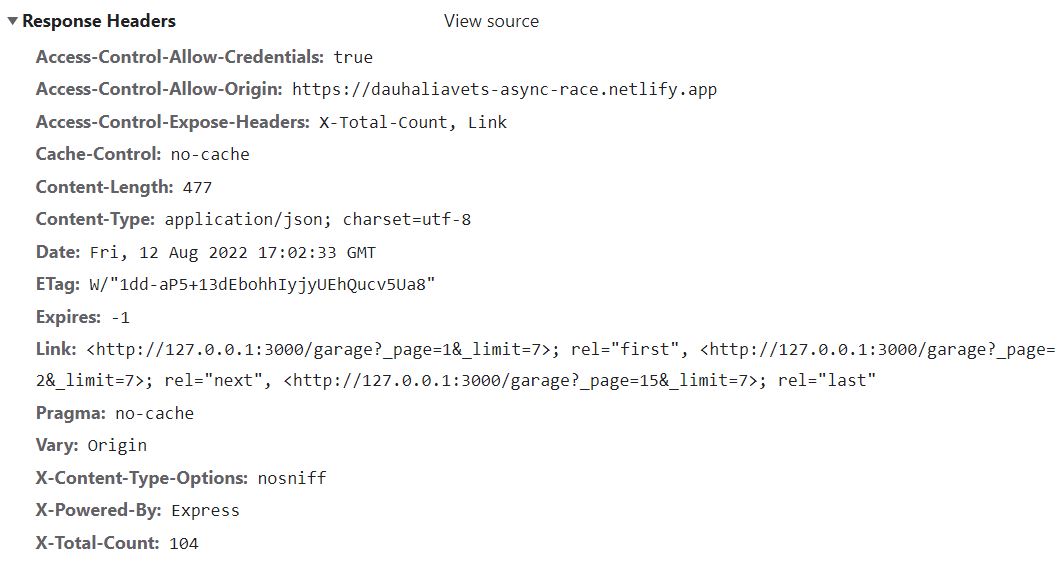 Response Headers View source
Access-Control-Allow-Credentials: true
Access-Control-Allow-Origin: https://dauhaliavets-async-race.netlify.app
Access-Control-Expose-Headers: X-Total-Count, Link
Cache-Control: no-cache
Content-Length: 477
Content-Type: application/json; charset=utf-8
Date: Fri, 12 Aug 2022 17:02:33 GMT
ETag: W/"1dd-aP5+13dEbohhIyjyUEhQucv5Ua8"
Expires: -1
Link: <http://127.0.0.1:3000/garage?_page=1&_limit=7>; rel="first", <http://127.0.0.1:3000/garage?_page=
2&_limit=7>; rel="next", <http://127.0.0.1:3000/garage?_page=15&_limit=7>; rel="last"
Pragma: no-cache
Vary: Origin
X-Content-Type-Options: nosniff
X-Powered-By: Express
X-Total-Count: 104